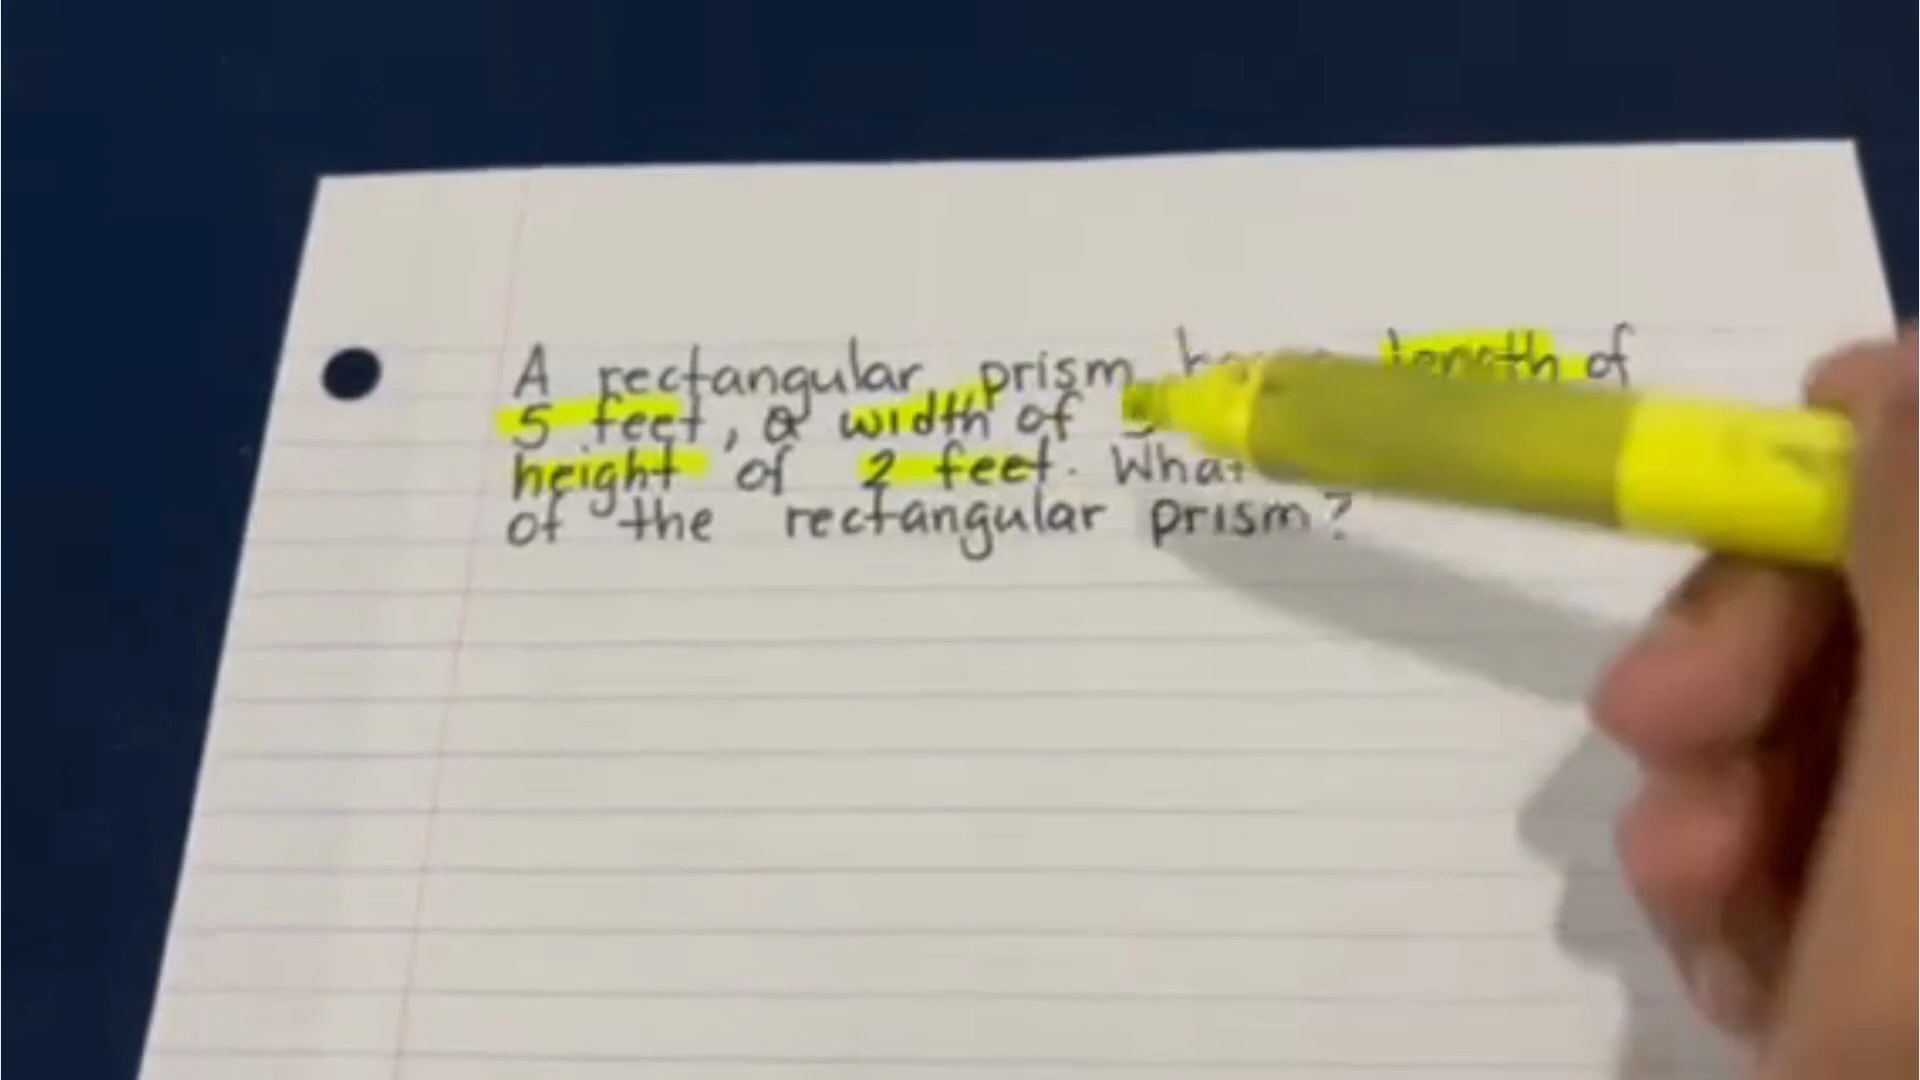 A rectangular prism length of
5 feet, a width of
height of 2 feet. What
of the rectangular prism?